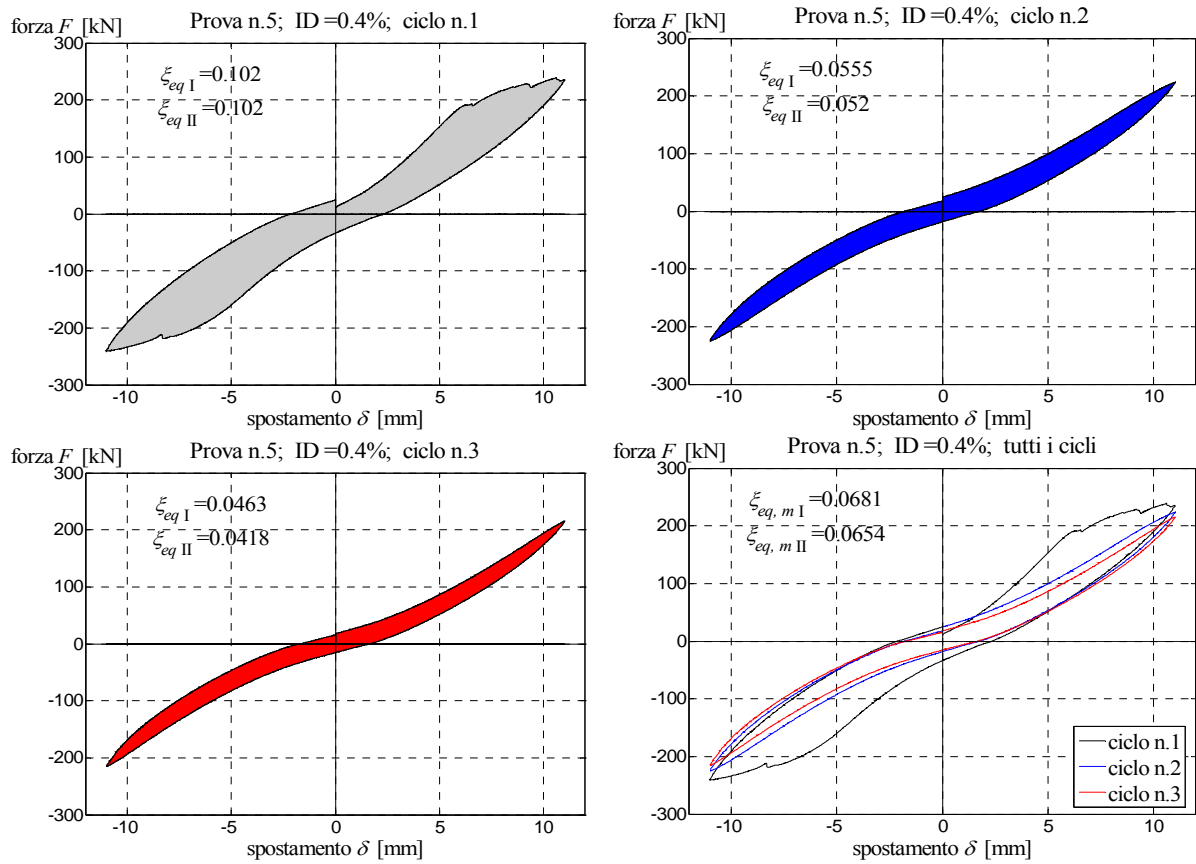 Prova n.5; ID =0.4%; ciclo n.1
forza F [kN]
ξeq I =0.102
ξeq II =0.102
300
200
100
0
-100
-200
-300
-10 -5 0 5 10
spostamento δ [mm]
Prova n.5; ID =0.4%; ciclo n.2
forza F [kN]
ξeq I =0.0555
ξeq II =0.052
300
200
100
0
-100
-200
-300
-10 -5 0 5 10
spostamento δ [mm]
Prova n.5; ID =0.4%; ciclo n.3
forza F [kN]
ξeq I =0.0463
ξeq II =0.0418
300
200
100
0
-100
-200
-300
-10 -5 0 5 10
spostamento δ [mm]
Prova n.5; ID =0.4%; tutti i cicli
forza F [kN]
ξeq, m I =0.0681
ξeq, m II =0.0654
300
200
100
0
-100
-200
-300
ciclo n.1
ciclo n.2
ciclo n.3
-10 -5 0 5 10
spostamento δ [mm]